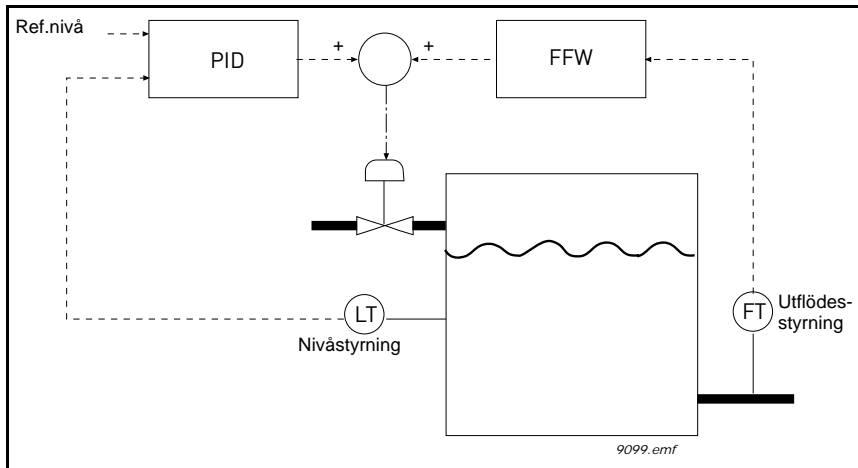 Ref.nivå
PID
+
+
FFW
LT
Nivåstyrning
FT
Utflödes-
styrning
9099.emf